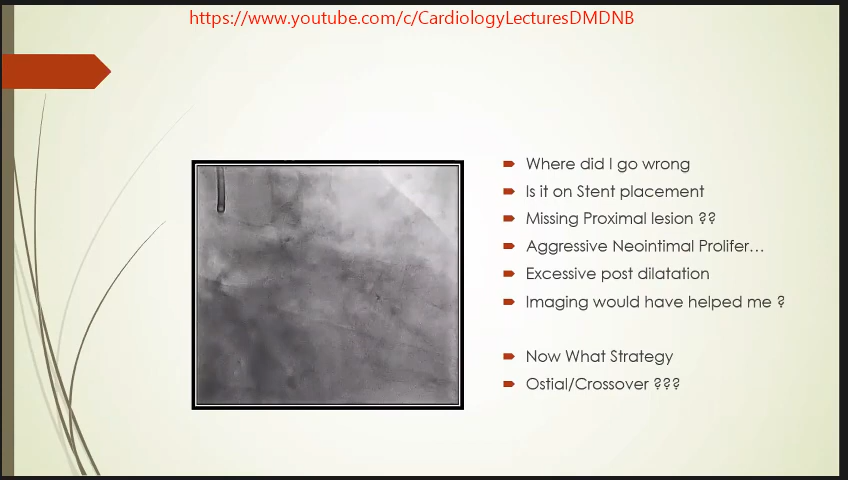 https://www.youtube.com/c/CardiologyLecturesDMDNB
Where did I go wrong
Is it on Stent placement
Missing Proximal lesion ??
Aggressive Neointimal Prolifer…
Excessive post dilatation
Imaging would have helped me ?
Now What Strategy
Ostial/Crossover ???